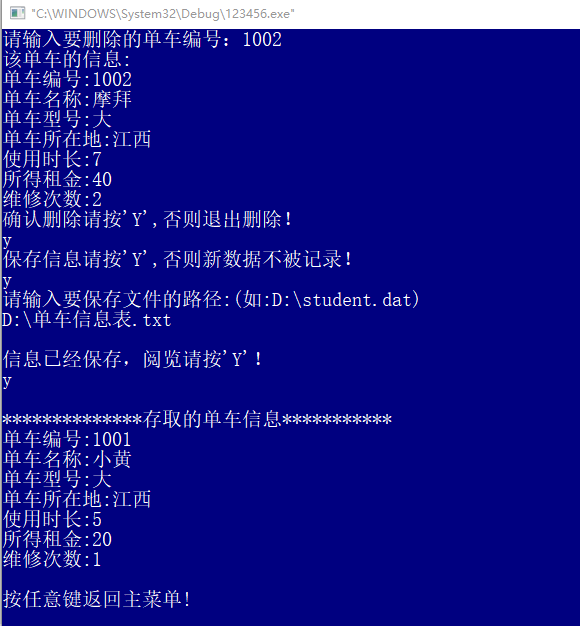 "C:\WINDOWS\System32\Debug\123456.exe"
请输入要删除的单车编号：1002
该单车的信息:
单车编号:1002
单车名称:摩拜
单车型号:大
单车所在地:江西
使用时长:7
所得租金:40
维修次数:2
确认删除请按'Y',否则退出删除！
y
保存信息请按'Y',否则新数据不被记录！
y
请输入要保存文件的路径:(如:D:\student.dat)
D:\单车信息表.txt
信息已经保存，阅览请按'Y'！
y
**************存取的单车信息***********
单车编号:1001
单车名称:小黄
单车型号:大
单车所在地:江西
使用时长:5
所得租金:20
维修次数:1
按任意键返回主菜单!